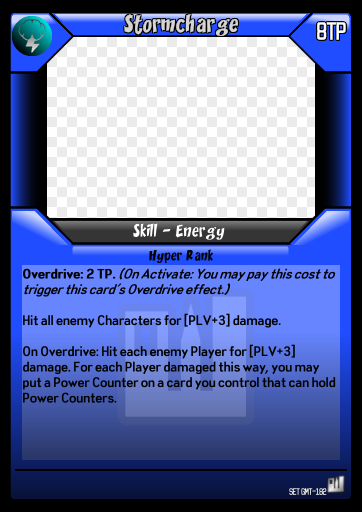 Stormcharge
8TP
Skill - Energy
Hyper Rank
Overdrive: 2 TP. (On Activate: You may pay this cost to
trigger this card's Overdrive effect.)
Hit all enemy Characters for [PLV+3] damage.
On Overdrive: Hit each enemy Player for [PLV+3]
damage. For each Player damaged this way, you may
put a Power Counter on a card you control that can hold
Power Counters.
SET GMT-182